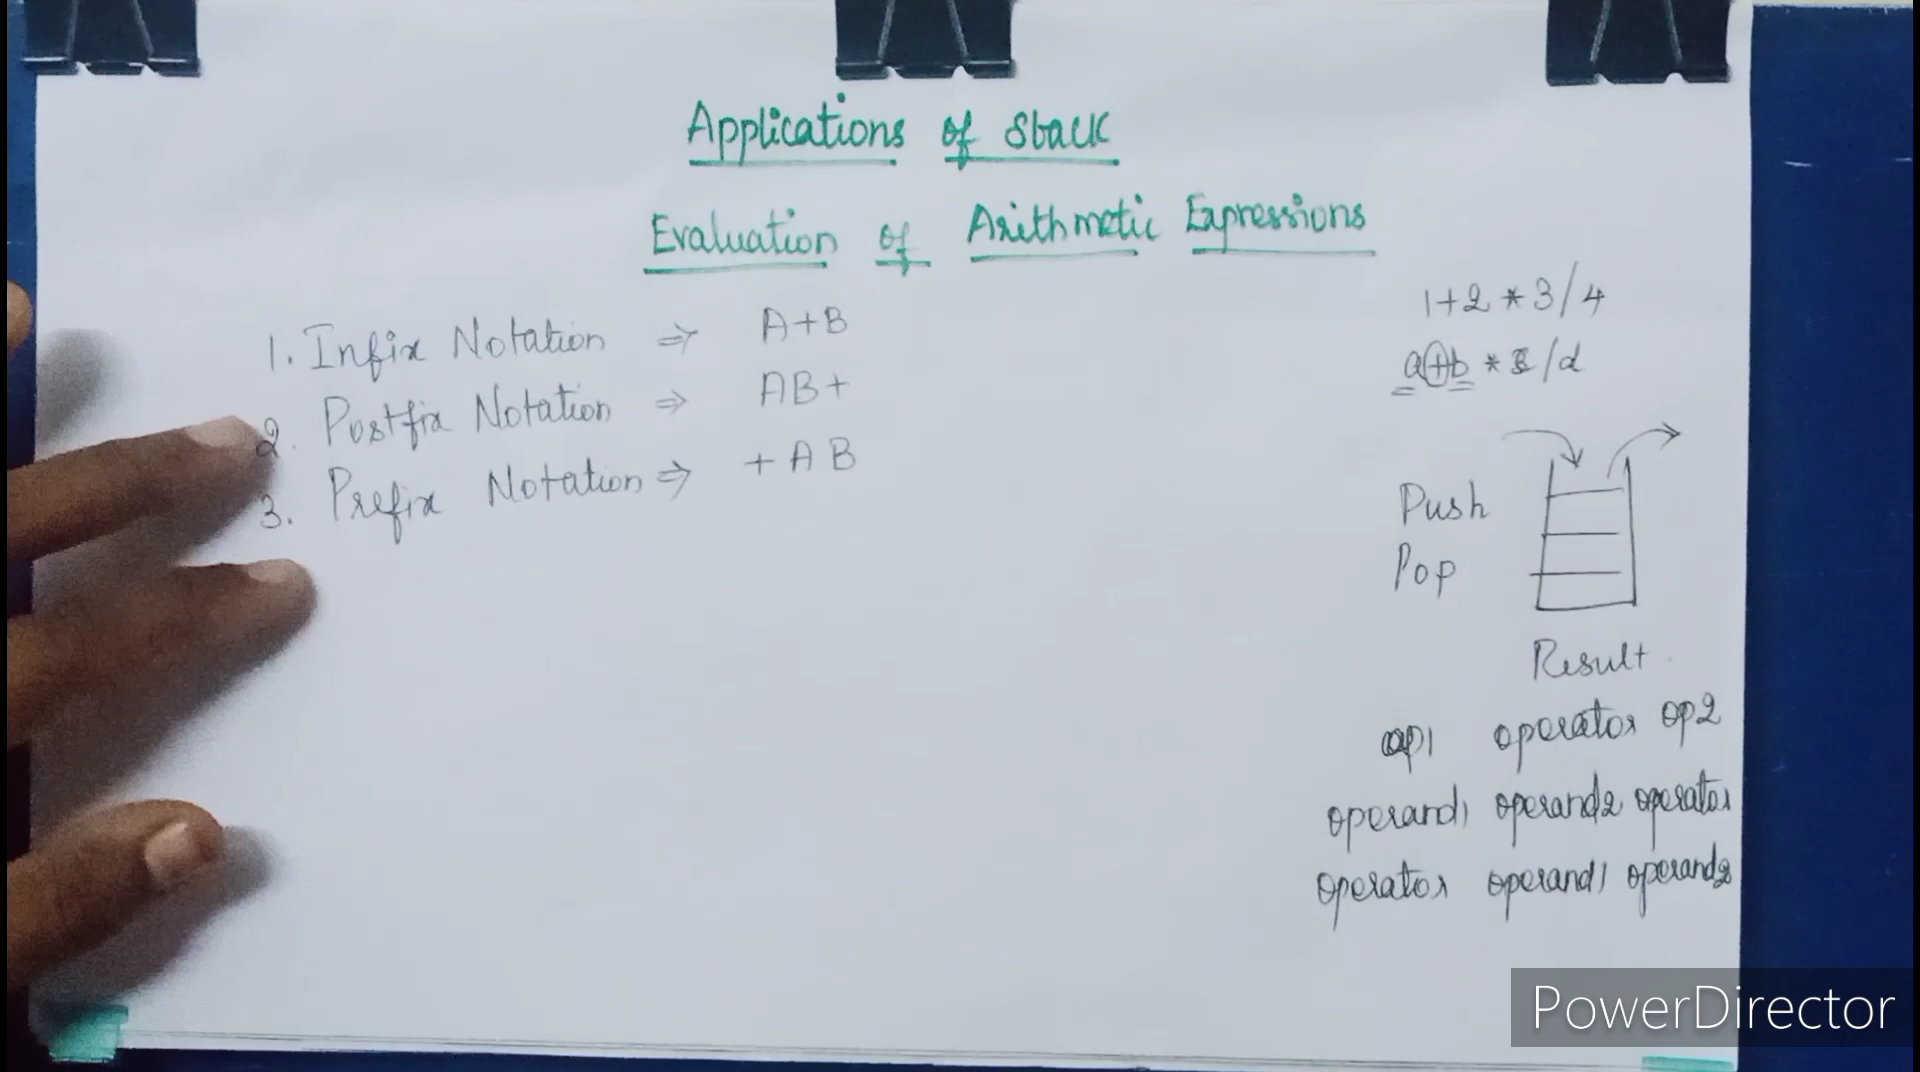 Applications of Stack
Evaluation of Arithmetic Expressions
1. Infix Notation ⇒ A+B
2. Postfix Notation ⇒ AB+
3. Prefix Notation ⇒ +AB
1+2*3/4
a+b * /d
Push
Pop
Result
op1 operator op2
operand1 operand2 operator
operator operand1 operand2
PowerDirector